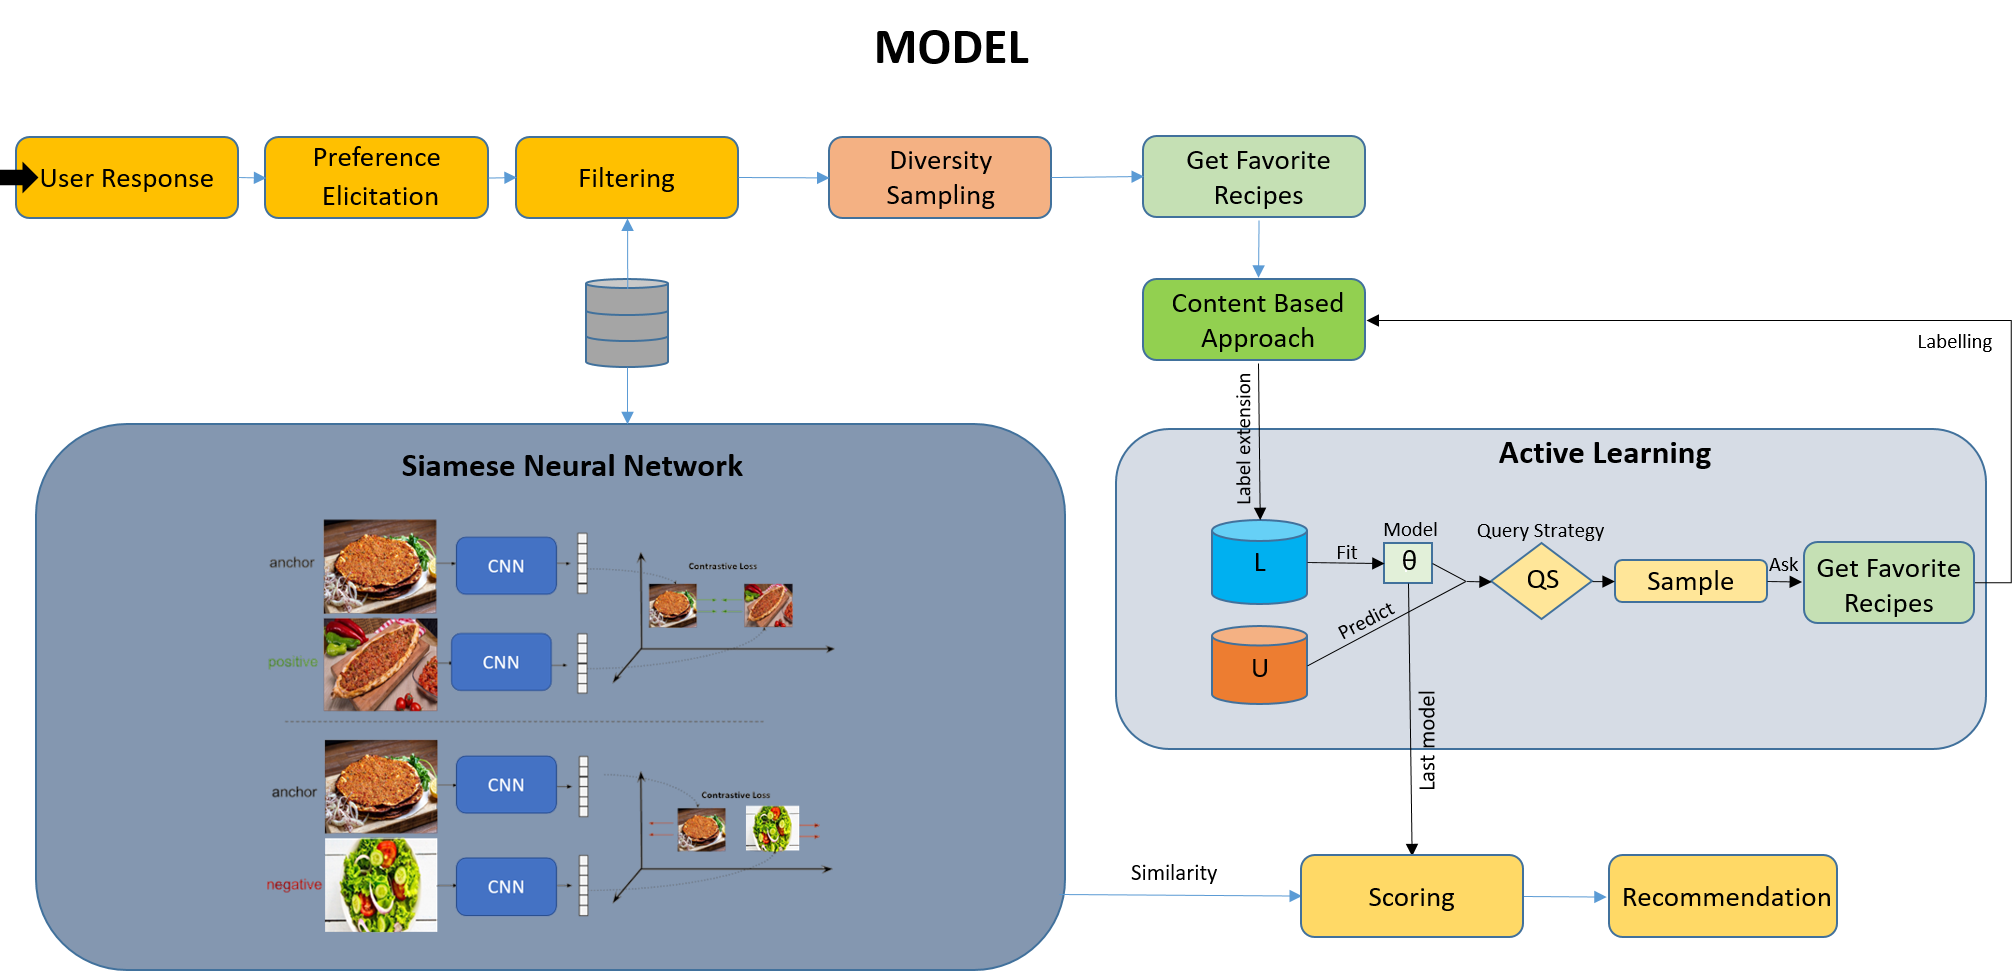 MODEL
User Response
Preference
Elicitation
Filtering
Diversity
Sampling
Get Favorite
Recipes
Content Based
Approach
Labelling
Label extension
Siamese Neural Network
anchor
CNN
Contrastive Loss
positive
CNN
anchor
CNN
Contrastive Loss
negative
CNN
Active Learning
L
Fit
Model
θ
Query Strategy
QS
Sample
Ask
Get Favorite
Recipes
Predict
U
Last model
Similarity
Scoring
Recommendation